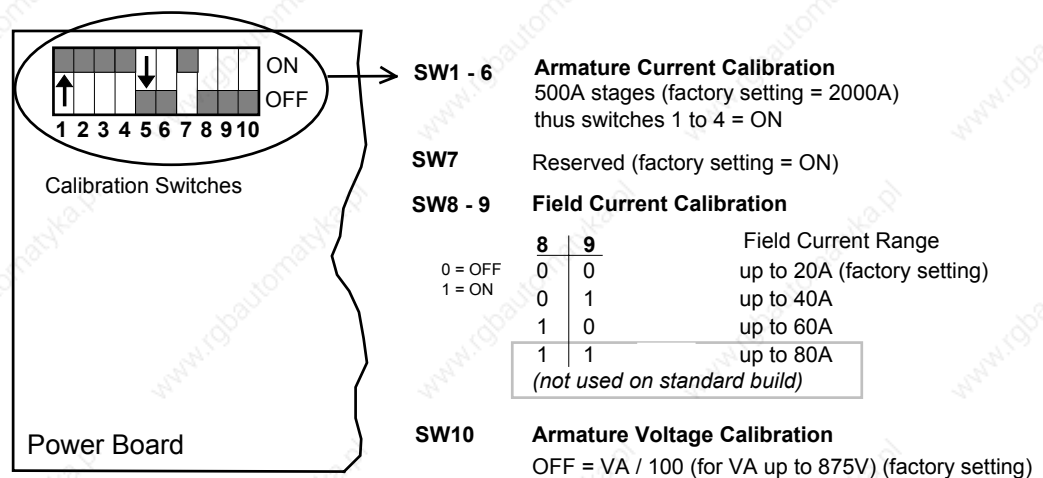 ON
OFF
1 2 3 4 5 6 7 8 9 10
Calibration Switches
Power Board
SW1 - 6 Armature Current Calibration
500A stages (factory setting = 2000A)
thus switches 1 to 4 = ON
SW7 Reserved (factory setting = ON)
SW8 - 9 Field Current Calibration
8 9 Field Current Range
0 = OFF
1 = ON
0 0 up to 20A (factory setting)
0 1 up to 40A
1 0 up to 60A
1 1 up to 80A
(not used on standard build)
SW10 Armature Voltage Calibration
OFF = VA / 100 (for VA up to 875V) (factory setting)
www.rgbautomatyka.pl